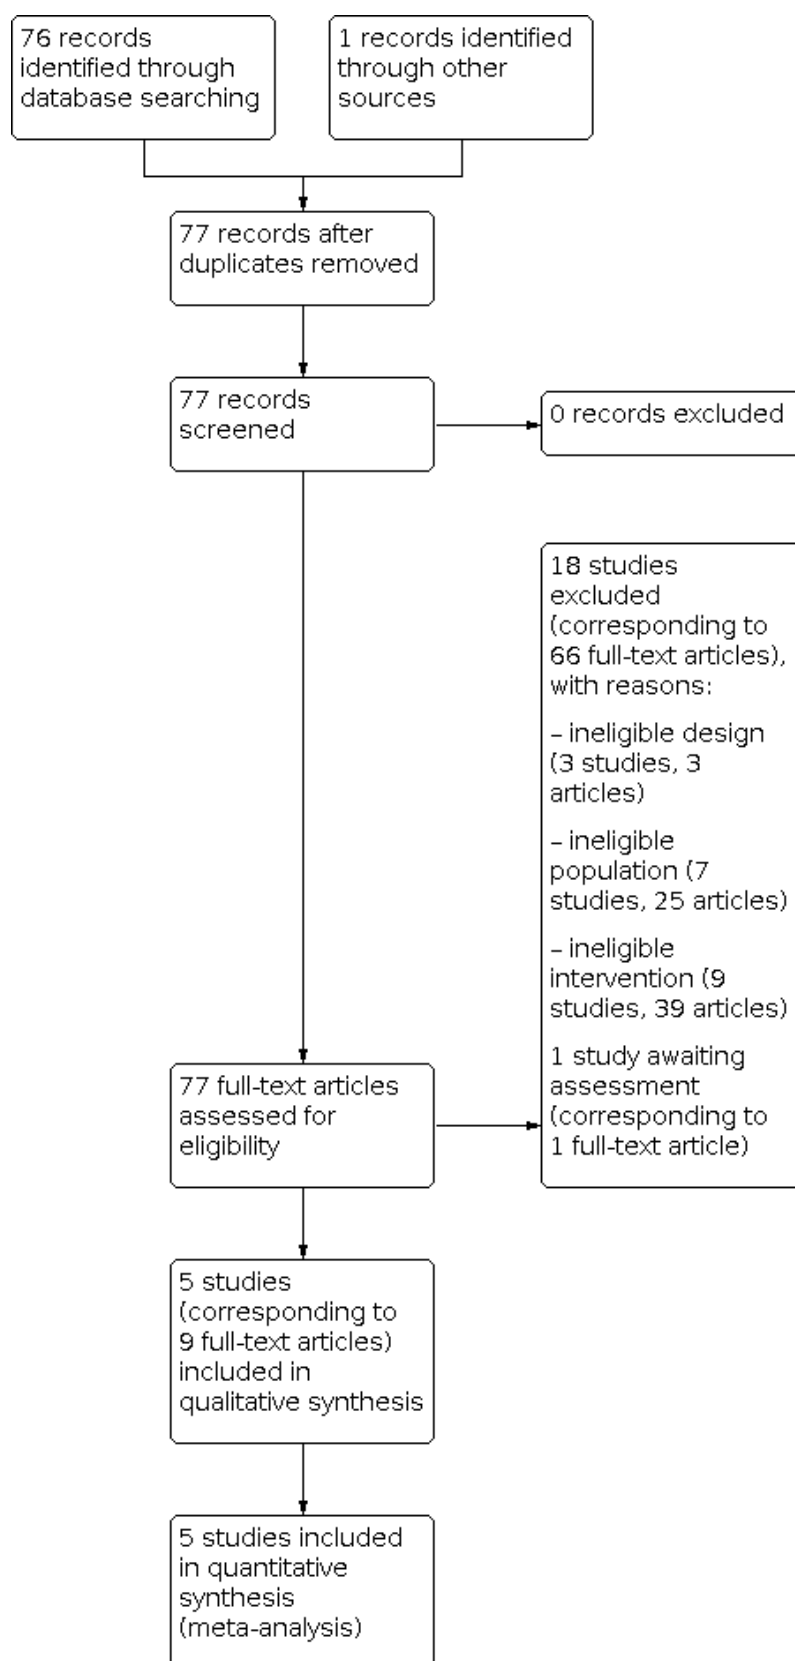 76 records
identified through
database searching
1 records identified
through other
sources
77 records after
duplicates removed
77 records
screened
0 records excluded
18 studies
excluded
(corresponding to
66 full-text articles),
with reasons:
– ineligible design
(3 studies, 3
articles)
– ineligible
population (7
studies, 25 articles)
– ineligible
intervention (9
studies, 39 articles)
1 study awaiting
assessment
(corresponding to
1 full-text article)
77 full-text articles
assessed for
eligibility
5 studies
(corresponding to
9 full-text articles)
included in
qualitative synthesis
5 studies included
in quantitative
synthesis
(meta-analysis)